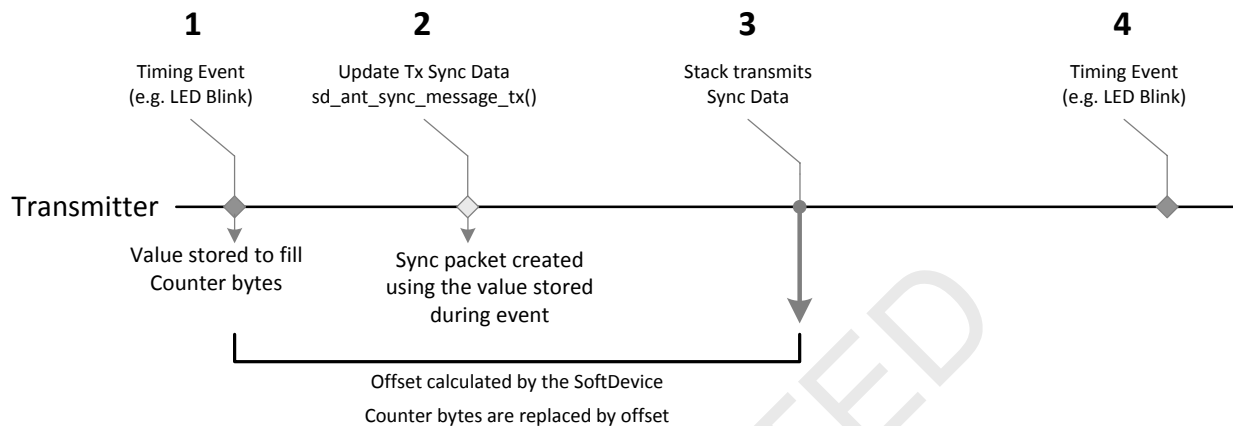 1
2
3
4
Timing Event
(e.g. LED Blink)
Update Tx Sync Data
sd_ant_sync_message_tx()
Stack transmits
Sync Data
Timing Event
(e.g. LED Blink)
Transmitter
Value stored to fill
Counter bytes
Sync packet created
using the value stored
during event
Offset calculated by the SoftDevice
Counter bytes are replaced by offset
TED